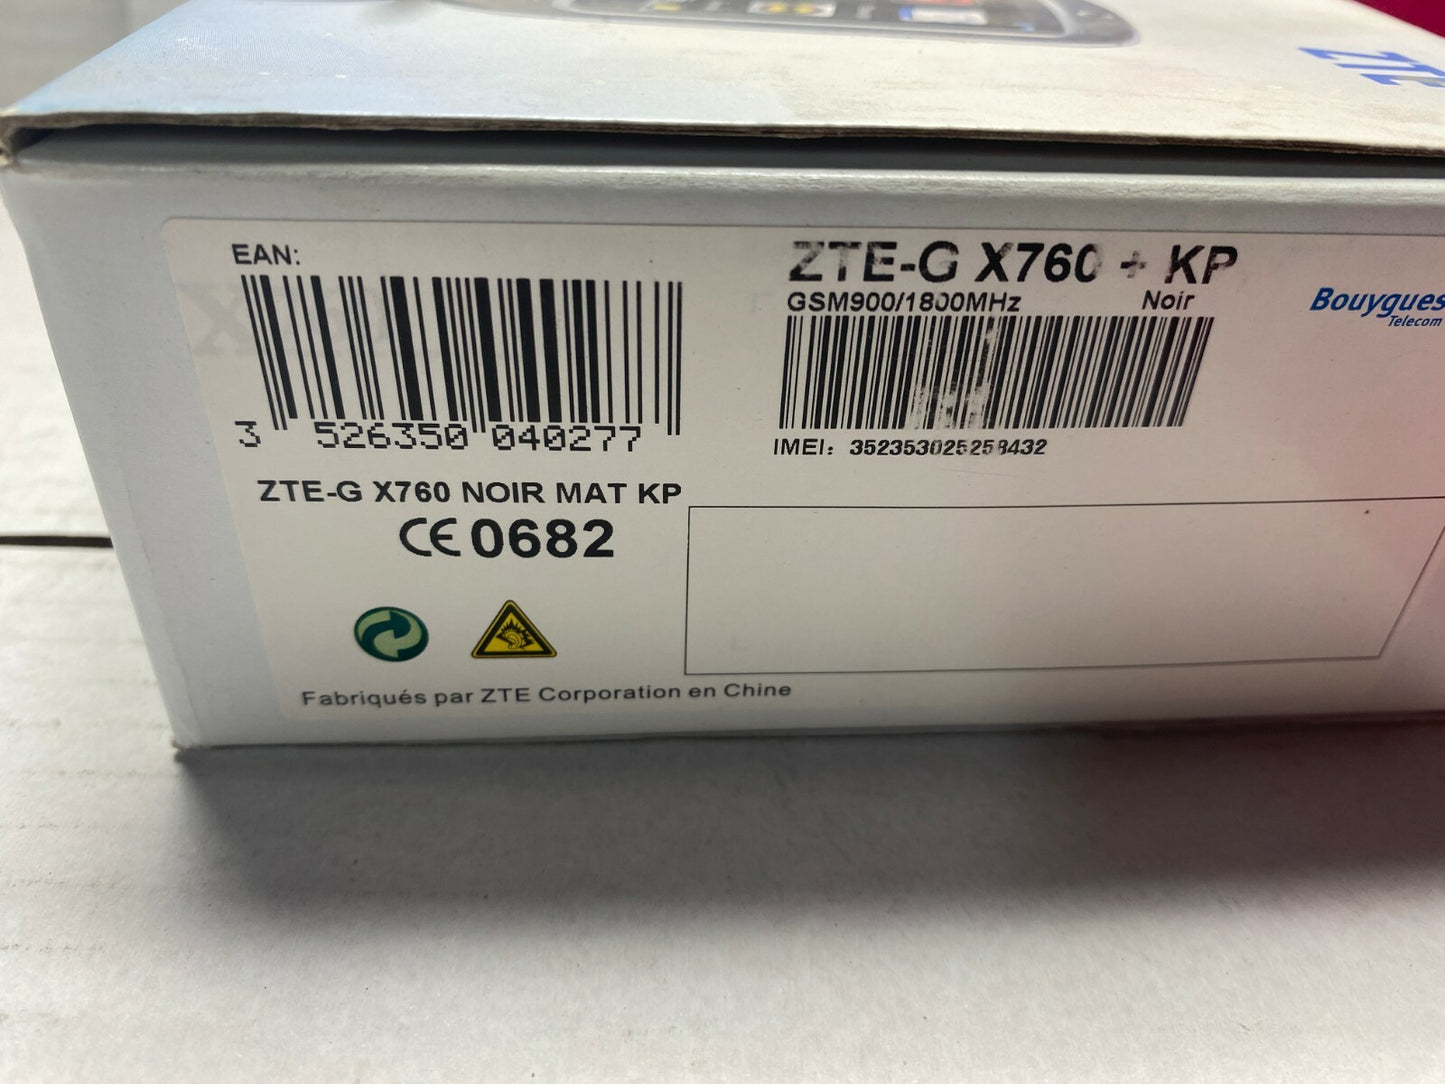 ZTE
EAN:
3 526350 040277
ZTE-G X760 NOIR MAT KP
CE 0682
Fabriqués par ZTE Corporation en Chine
ZTE-G X760 + KP
GSM900/1800MHz Noir
IMEI: 352353025258432
Bouygues
Telecom